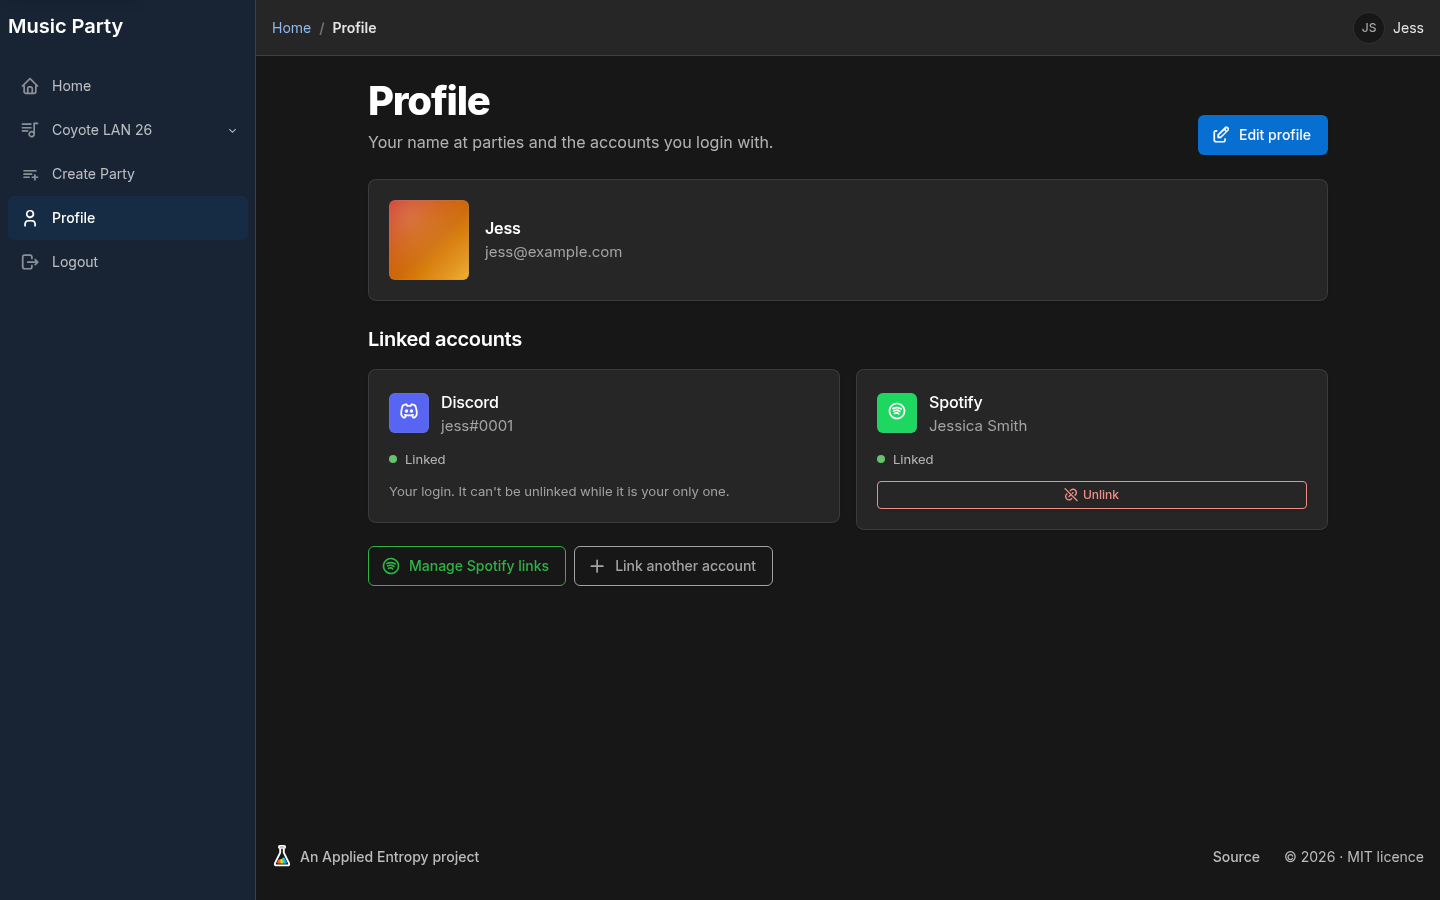 Music Party
Home / Profile
JS Jess
Home
Coyote LAN 26
Create Party
Profile
Logout
Profile
Your name at parties and the accounts you login with.
Edit profile
Jess
jess@example.com
Linked accounts
Discord
jess#0001
Linked
Your login. It can't be unlinked while it is your only one.
Spotify
Jessica Smith
Linked
Unlink
Manage Spotify links
Link another account
An Applied Entropy project
Source
© 2026 · MIT licence